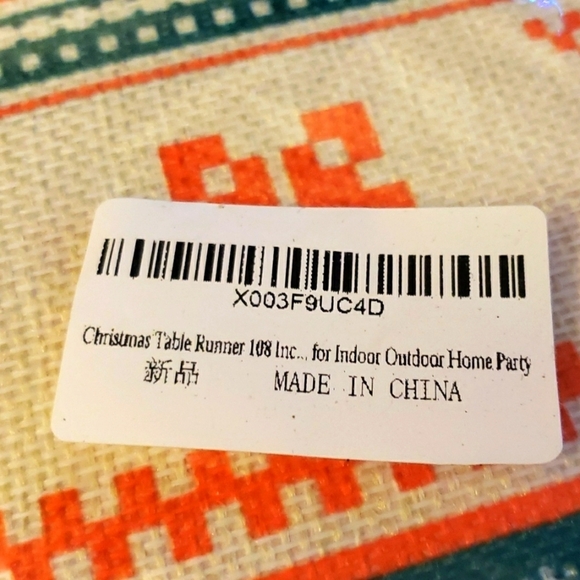 X003F9UC4D
Christmas Table Runner 108 Inc... for Indoor Outdoor Home Party
新品 MADE IN CHINA